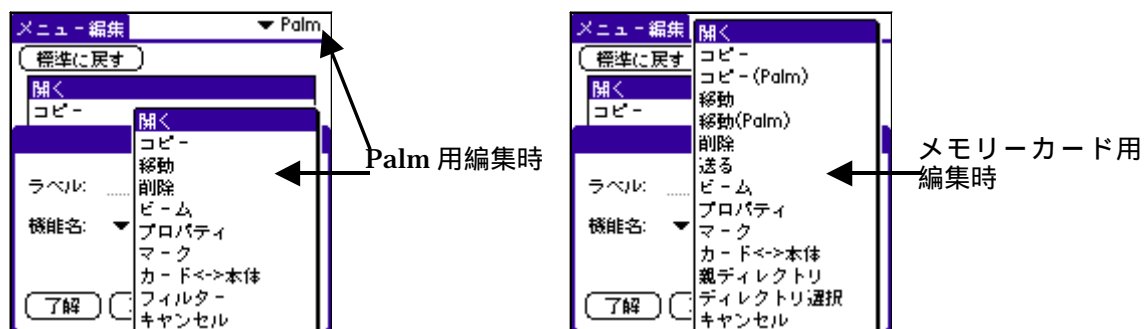 メニュー編集
▼ Palm
標準に戻す
開く
コピー
開く
コピー
移動
削除
ビーム
プロパティ
マーク
カード<->本体
フィルター
キャンセル
ラベル:
機能名: ▼
了解
Palm 用編集時
メニュー編集
標準に戻す
開く
コピー
開く
コピー
コピー(Palm)
移動
移動(Palm)
削除
送る
ビーム
プロパティ
マーク
カード<->本体
親ディレクトリ
ディレクトリ選択
キャンセル
ラベル:
機能名: ▼
了解
メモリーカード用
編集時